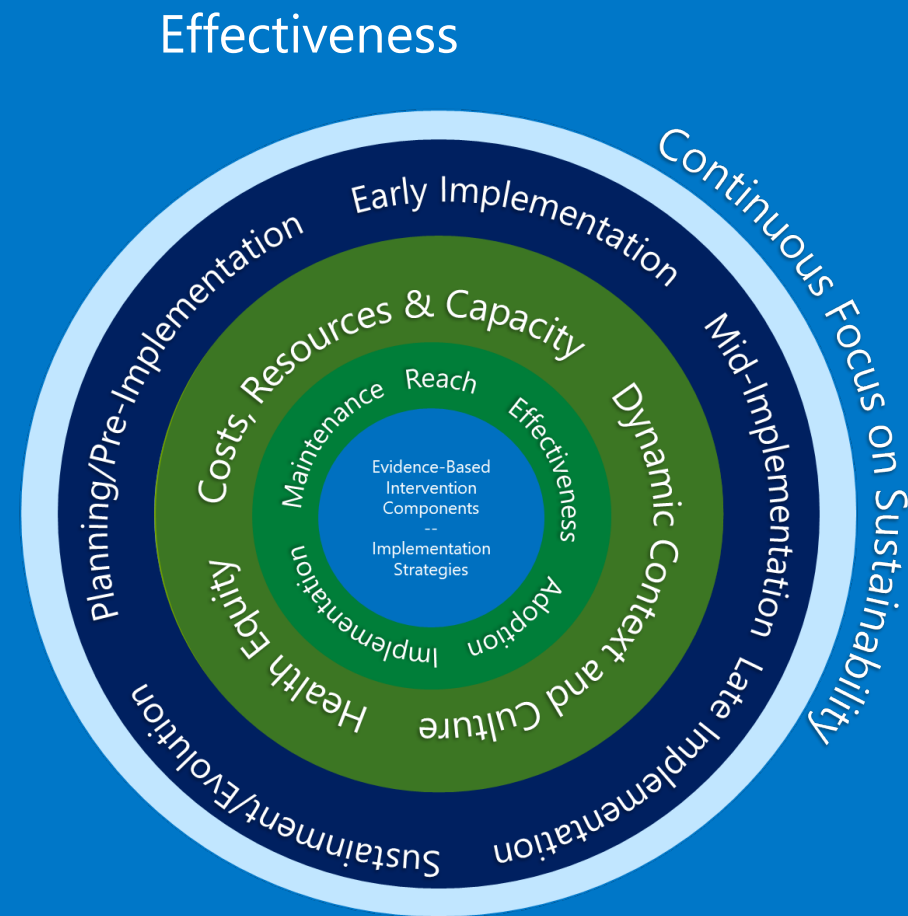 Effectiveness
Continuous Focus on Sustainability
Planning/Pre-Implementation
Early Implementation
Mid-Implementation
Late Implementation
Sustainment/Evolution
Costs, Resources & Capacity
Dynamic Context and Culture
Health Equity
Reach
Effectiveness
Adoption
Implementation
Maintenance
Evidence-Based
Intervention
Components
--
Implementation
Strategies